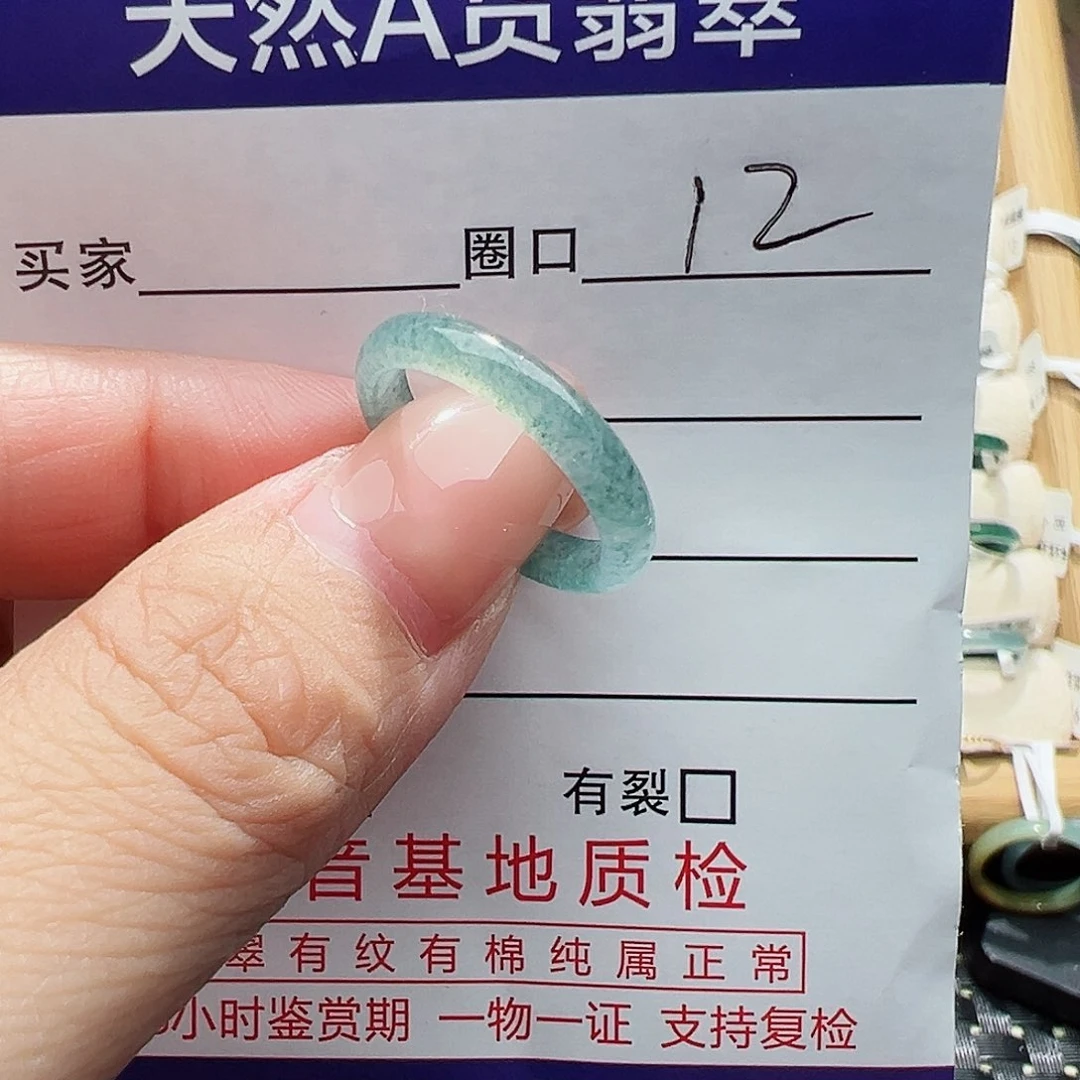 天然A货翡翠
买家 圈口 12
有裂
音基地质检
翠有纹有棉纯属正常
小时鉴赏期 一物一证 支持复检